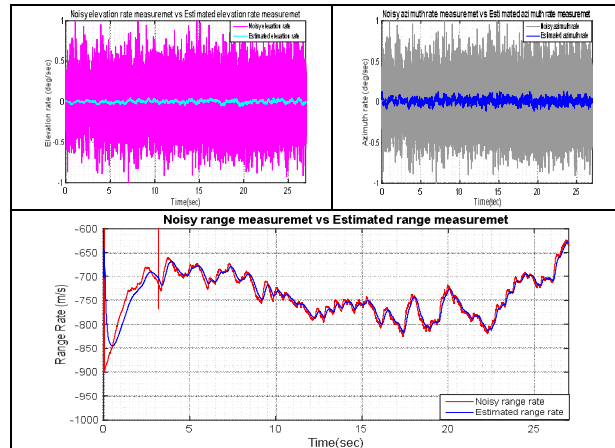 Noisy elevation rate measuremet vs Estimated elevation rate measuremet
Noisy elevation rate
Estimated elevation rate
Elevation rate (deg/sec)
1
0.5
0
-0.5
-1
0 5 10 15 20 25
Time(sec)
Noisy azimuth rate measuremet vs Estimated azimuth rate measuremet
Noisy azimuth rate
Estimated azimuth rate
Azimuth rate (deg/sec)
1
0.5
0
-0.5
-1
0 5 10 15 20 25
Time(sec)
Noisy range measuremet vs Estimated range measuremet
Range Rate (m/s)
-600
-650
-700
-750
-800
-850
-900
-950
-1000
Noisy range rate
Estimated range rate
0 5 10 15 20 25
Time(sec)